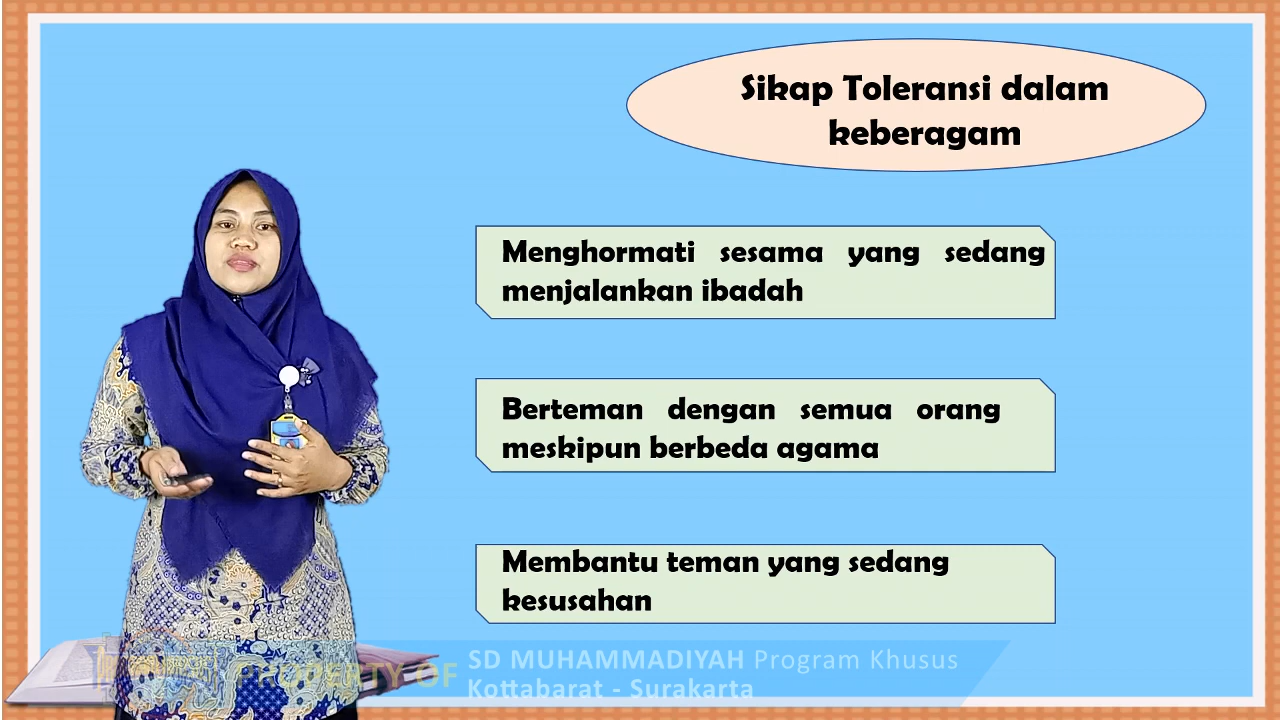 Sikap Toleransi dalam
keberagam
Menghormati sesama yang sedang
menjalankan ibadah
Berteman dengan semua orang
meskipun berbeda agama
Membantu teman yang sedang
kesusahan
PROPERTY OF
SD MUHAMMADIYAH Program Khusus
Kottabarat - Surakarta